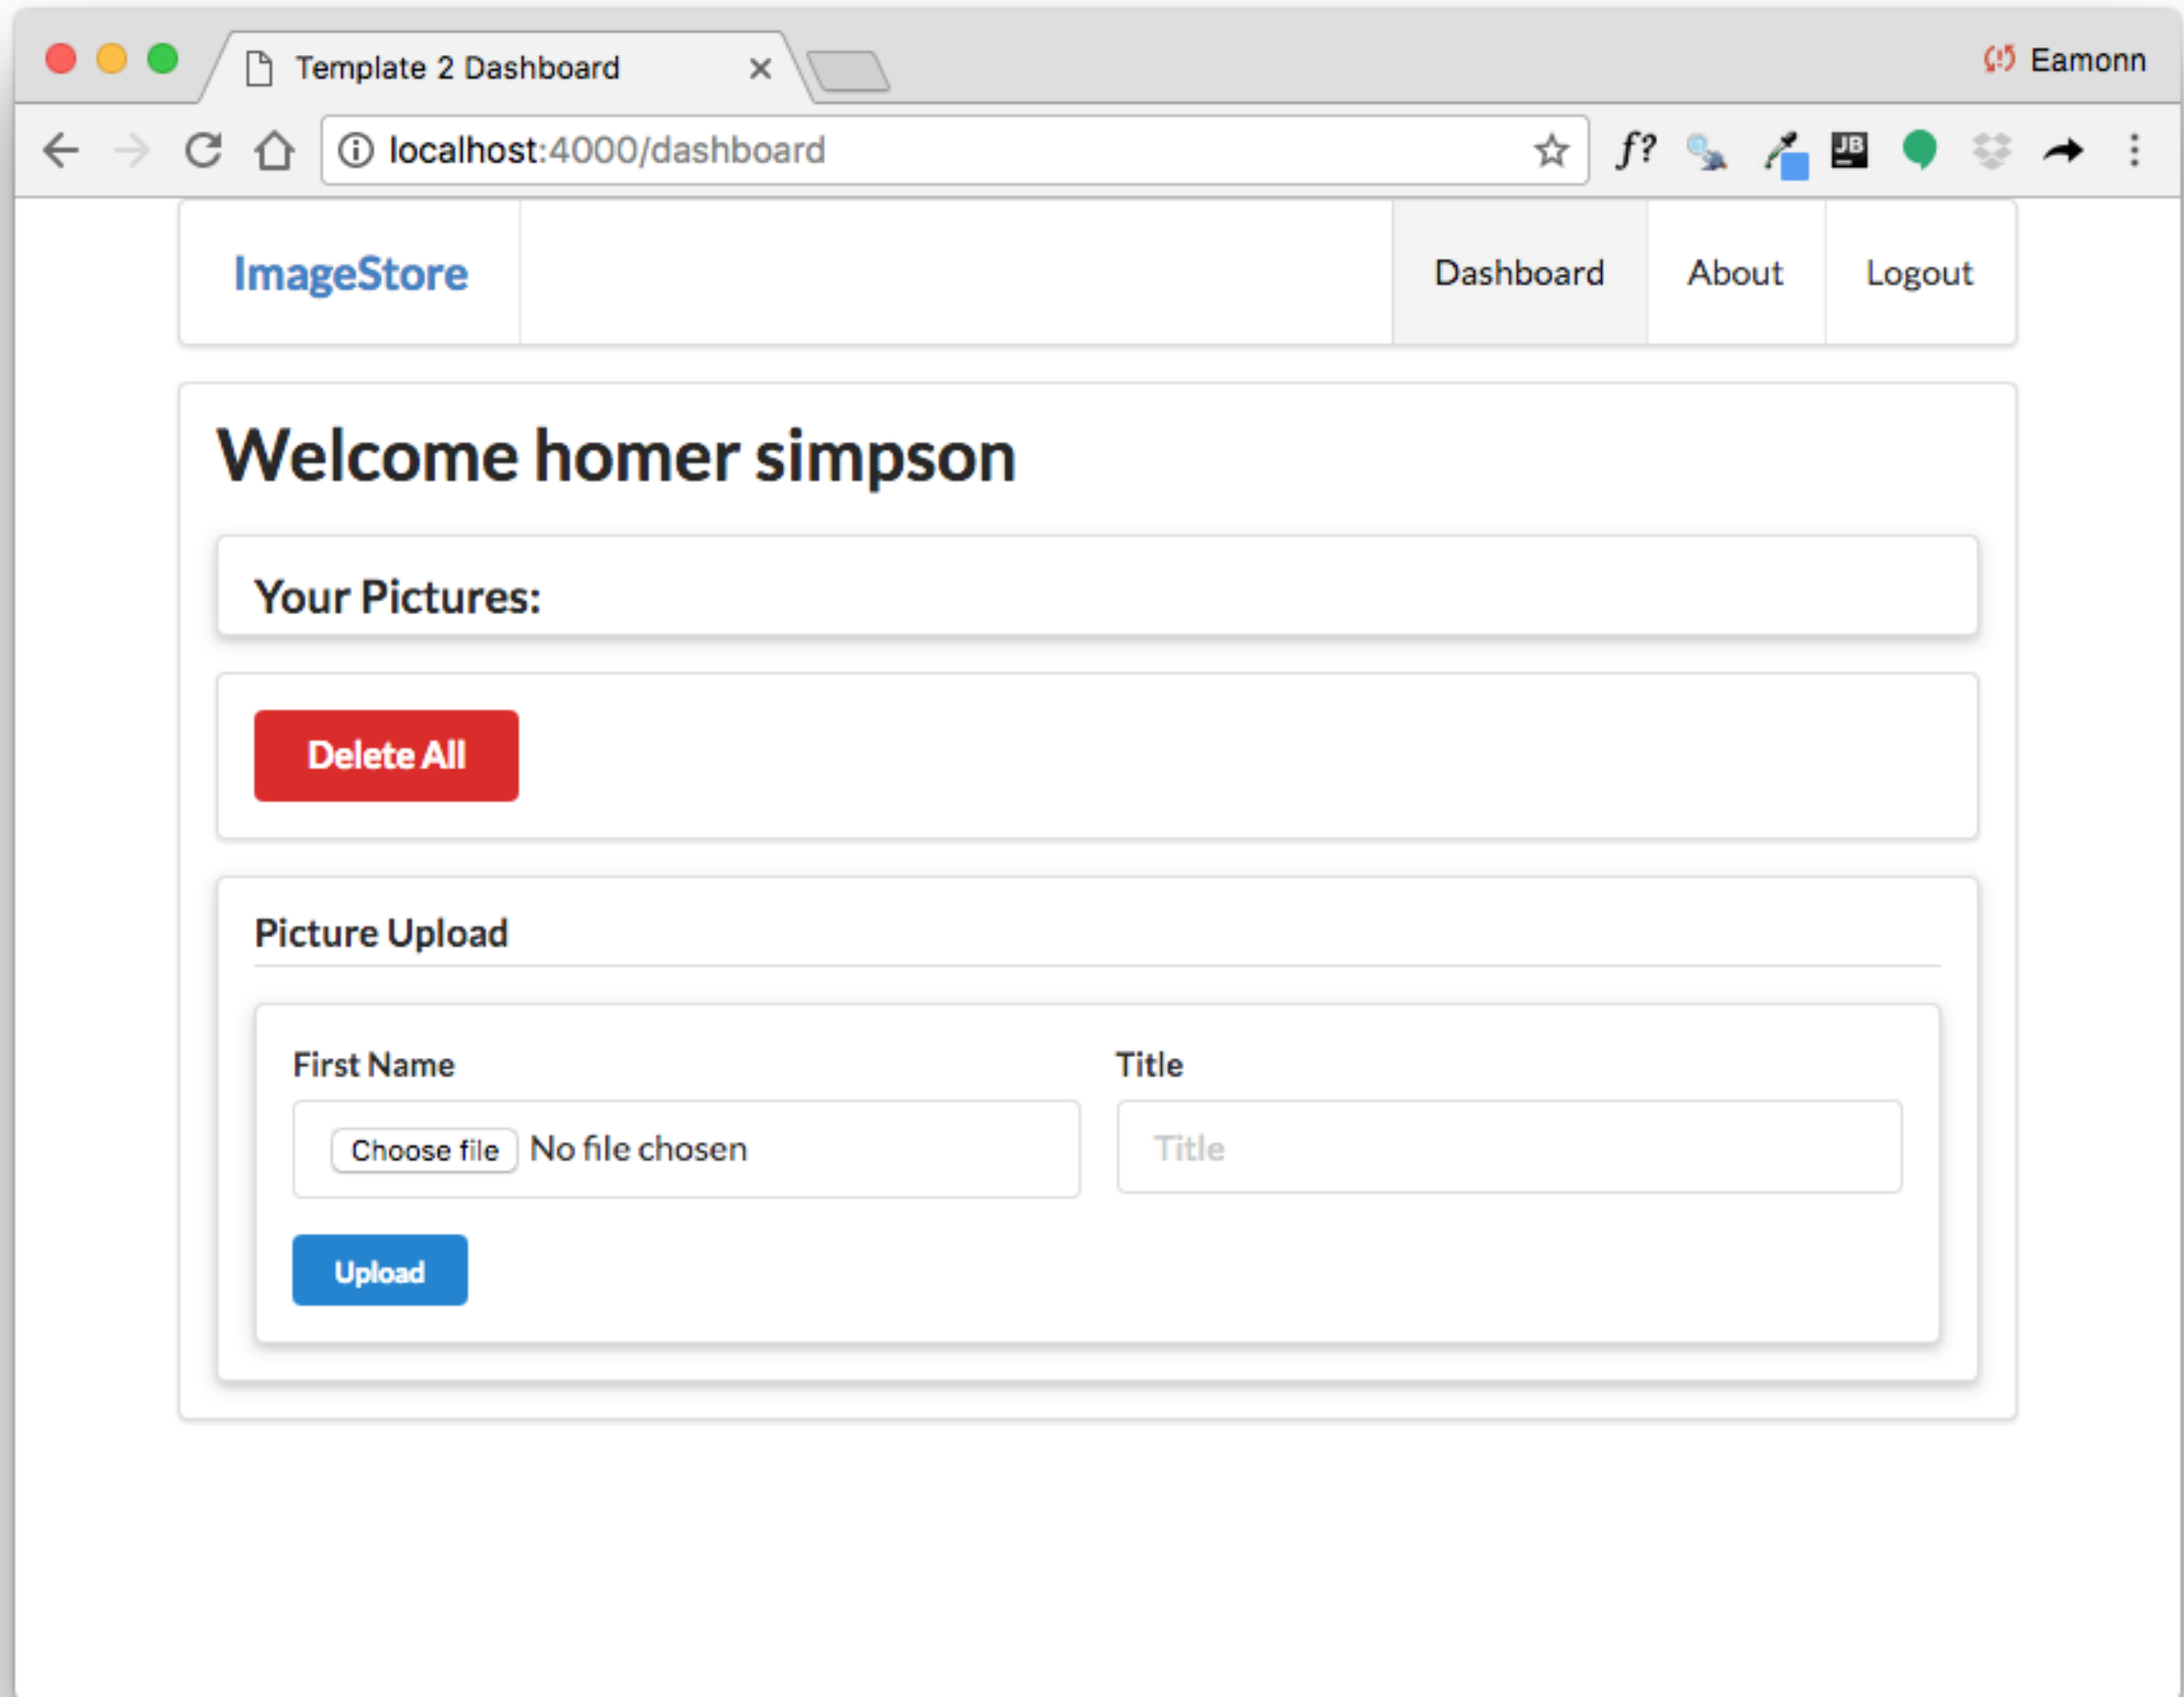 Template 2 Dashboard
Eamonn
localhost:4000/dashboard
f?
JB
ImageStore
Dashboard
About
Logout
Welcome homer simpson
Your Pictures:
Delete All
Picture Upload
First Name
Title
Choose file No file chosen
Title
Upload